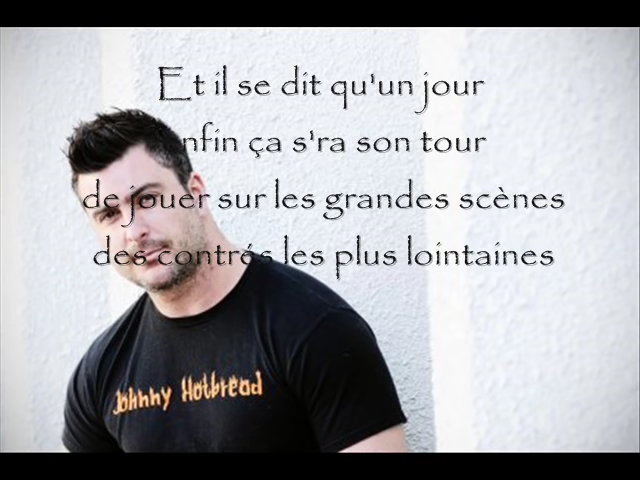 Et il se dit qu'un jour
enfin ça s'ra son tour
de jouer sur les grandes scènes
des contrés les plus lointaines
Johnny Hotbread